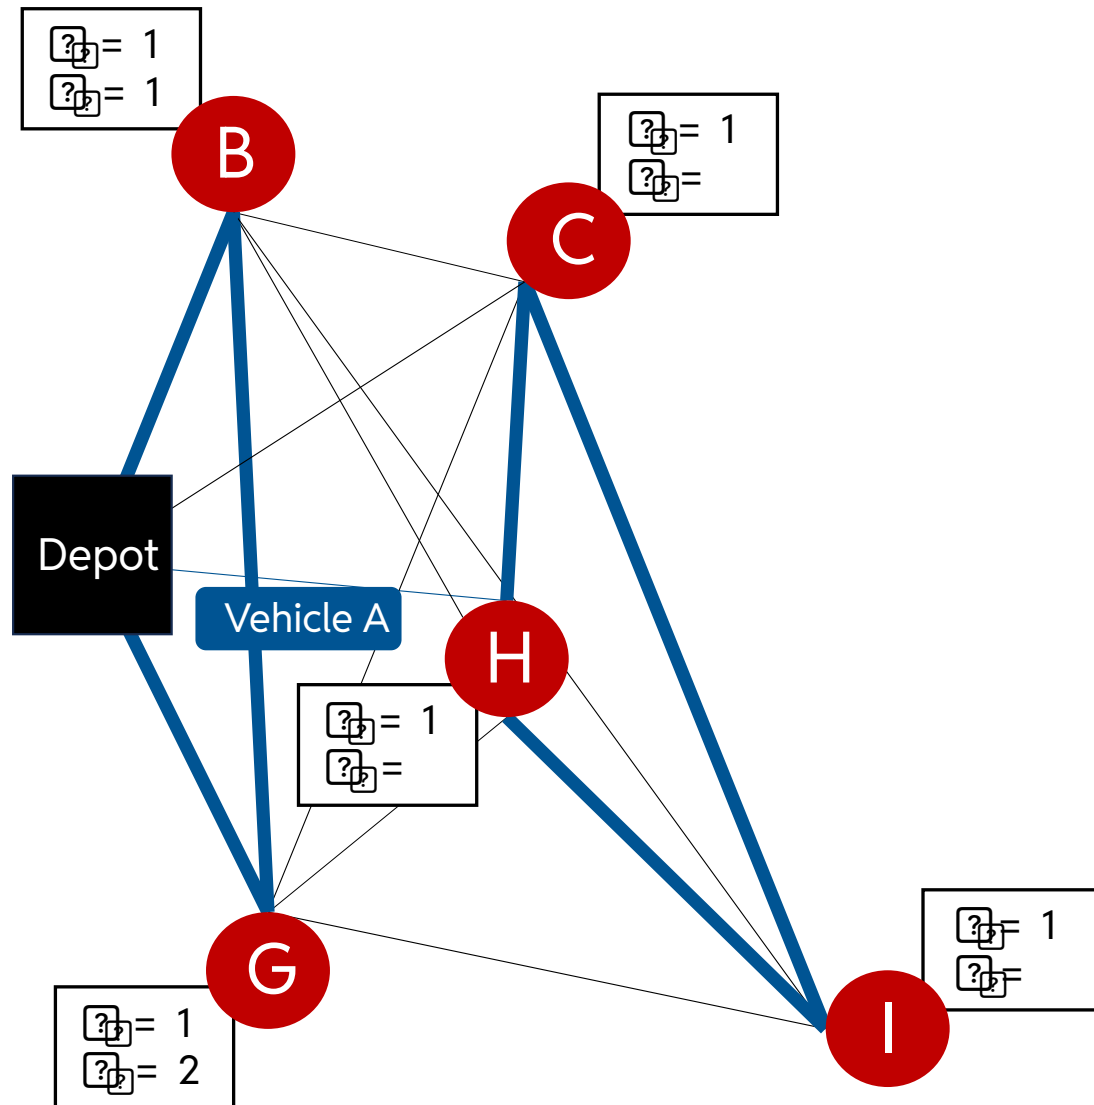 = 1
= 1
B
= 1
=
C
Depot
Vehicle A
H
= 1
=
= 1
=
G
I
= 1
= 2